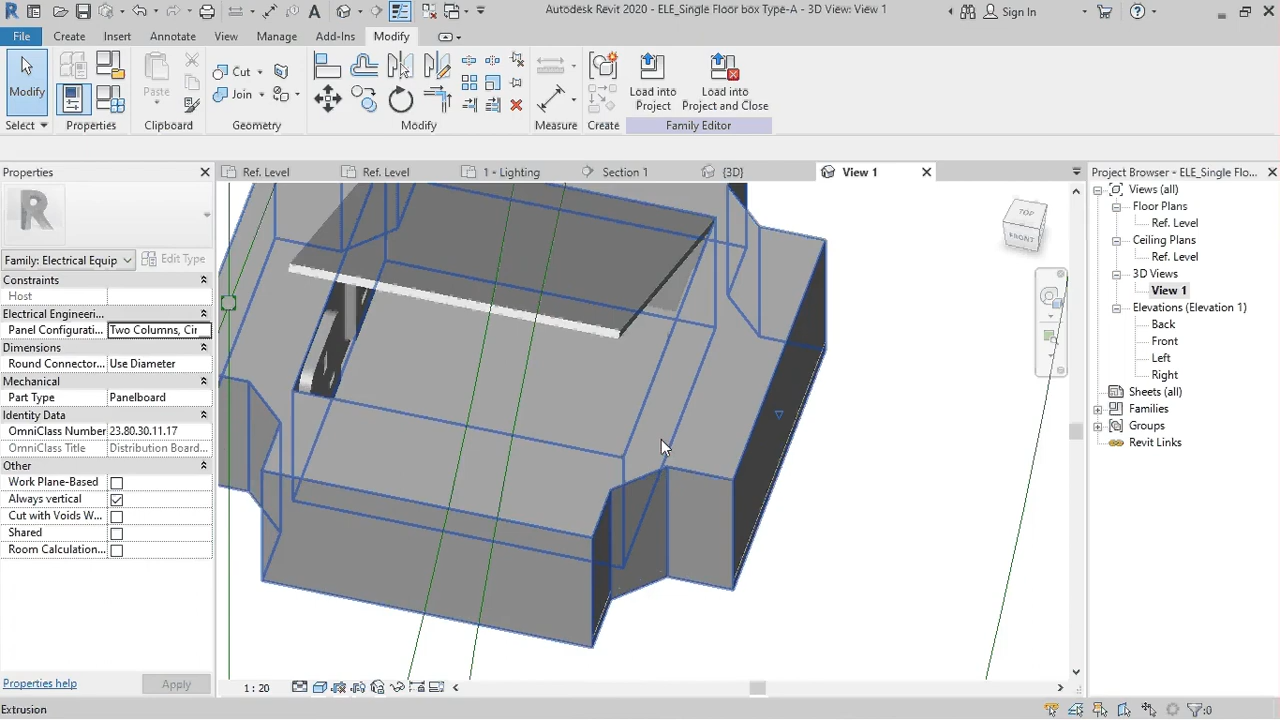 Autodesk Revit 2020 - ELE_Single Floor box Type-A - 3D View: View 1
Sign In
File Create Insert Annotate View Manage Add-Ins Modify
Modify
Paste
Cut
Join
Load into Project
Load into Project and Close
Select Properties Clipboard Geometry Modify Measure Create Family Editor
Properties
Ref. Level
Ref. Level
1 - Lighting
Section 1
{3D}
View 1
Project Browser - ELE_Single Flo...
Family: Electrical Equip
Edit Type
Constraints
Host
Electrical Engineeri...
Panel Configurati... Two Columns, Cir
Dimensions
Round Connector... Use Diameter
Mechanical
Part Type Panelboard
Identity Data
OmniClass Number 23.80.30.11.17
OmniClass Title Distribution Board...
Other
Work Plane-Based
Always vertical
Cut with Voids W...
Shared
Room Calculation...
Properties help
Apply
TOP
FRONT
Views (all)
Floor Plans
Ref. Level
Ceiling Plans
Ref. Level
3D Views
View 1
Elevations (Elevation 1)
Back
Front
Left
Right
Sheets (all)
Families
Groups
Revit Links
1 : 20
Extrusion
:0